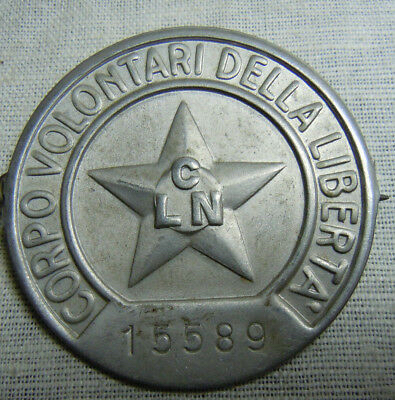 CORPO VOLONTARI DELLA LIBERTA'
C
LN
15589